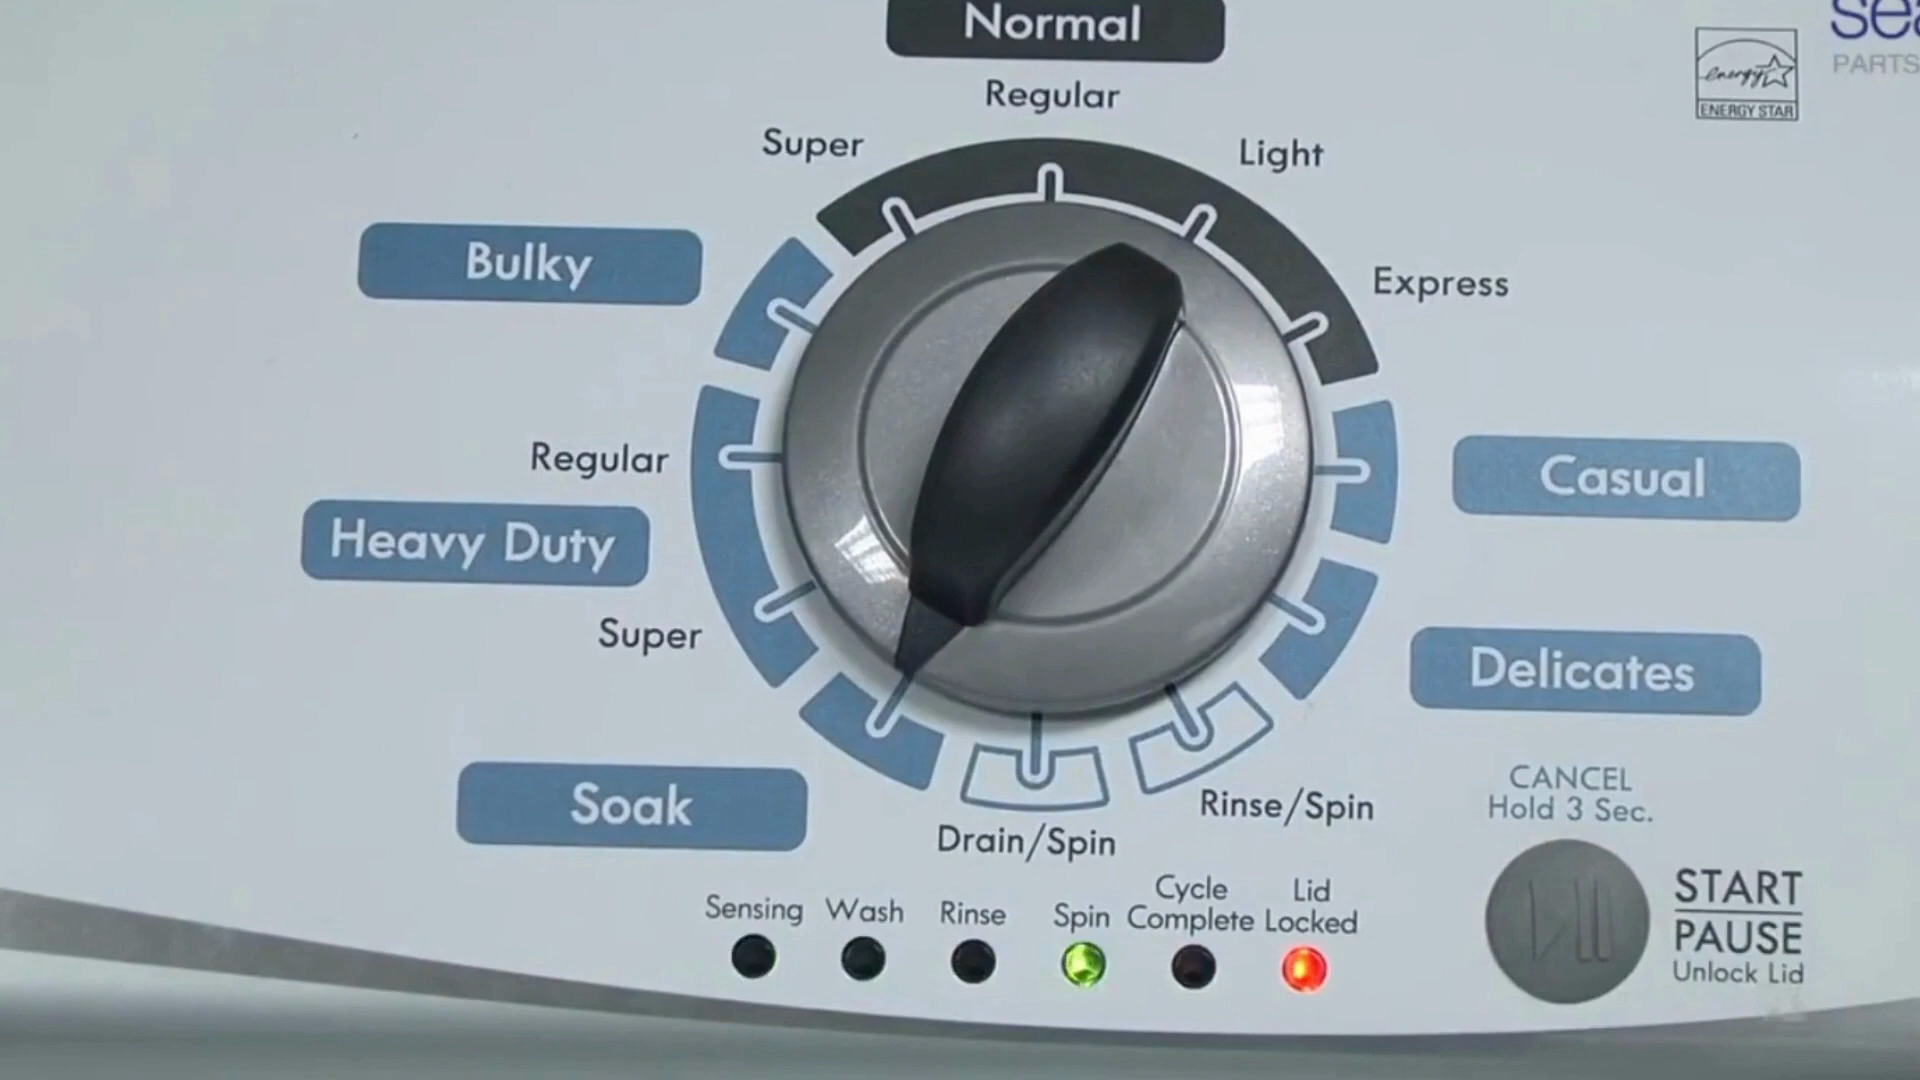 Normal
Regular
Super
Light
Express
energy
ENERGY STAR
PARTS
Bulky
Regular
Heavy Duty
Super
Soak
Casual
Delicates
Rinse/Spin
Drain/Spin
CANCEL
Hold 3 Sec.
START
PAUSE
Unlock Lid
Sensing
Wash
Rinse
Spin
Cycle
Complete
Lid
Locked